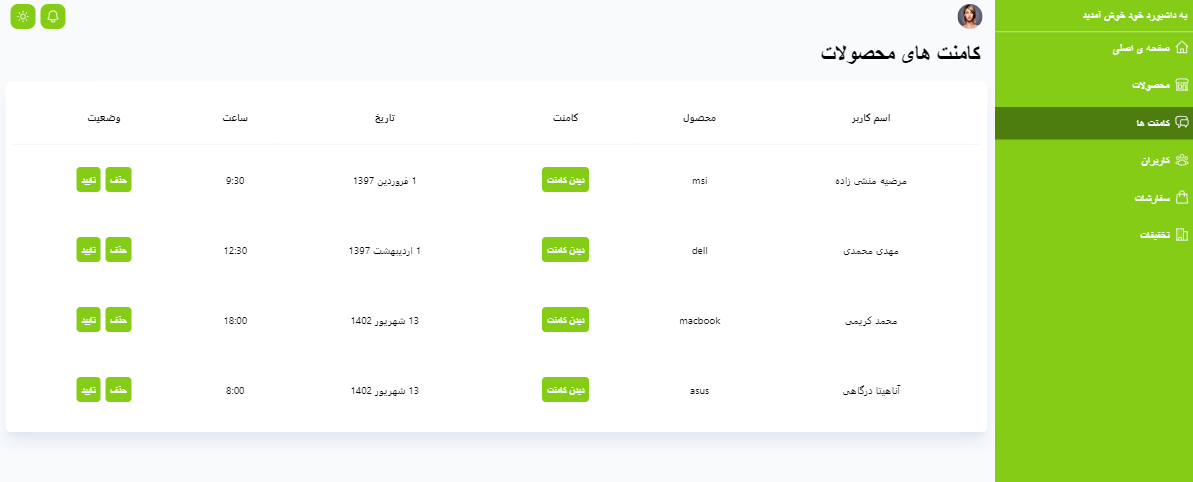 به داشبورد خود خوش آمدید
صفحه ی اصلی
محصولات
کامنت ها
کاربران
سفارشات
تخفیفات
کامنت های محصولات
اسم کاربر محصول کامنت تاریخ ساعت وضعیت
مرضیه منشی زاده msi دیدن کامنت 1 فروردین 1397 9:30 حذف تایید
مهدی محمدی dell دیدن کامنت 1 اردیبهشت 1397 12:30 حذف تایید
محمد کریمی macbook دیدن کامنت 13 شهریور 1402 18:00 حذف تایید
آناهیتا درگاهی asus دیدن کامنت 13 شهریور 1402 8:00 حذف تایید